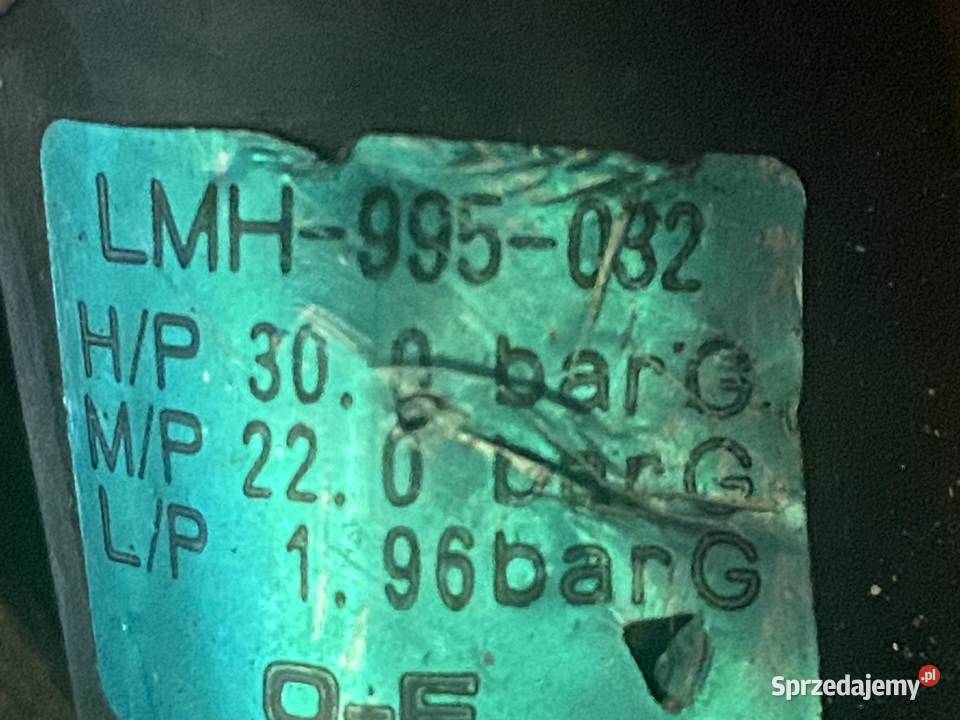 LMH-995-032
H/P 30.0 barG
M/P 22.0 barG
L/P 1.96barG
Sprzedajemy.pl